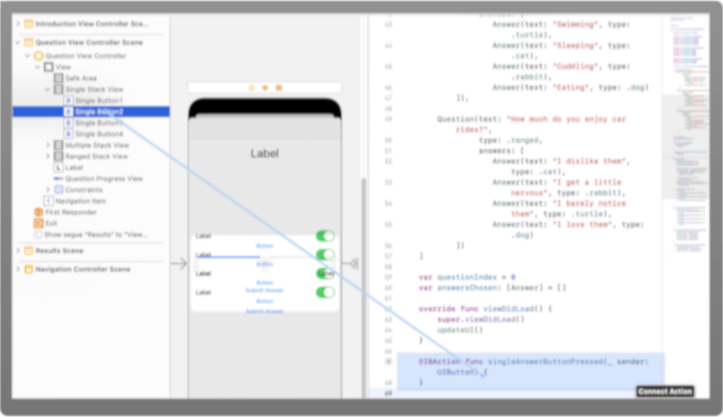 Introduction View Controller Sce...
Question View Controller Scene
Question View Controller
View
Safe Area
Single Stack View
Single Button1
Single Button2
Single
Single Button4
Multiple Stack View
Ranged Stack View
L Label
Question Progress View
Constraints
Navigation Item
First Responder
Exit
Show segue "Results" to "View...
Results Scene
Navigation Controller Scene
Label
Label
Button
Label
Button
Label
Button
Label
Submit Answer
Button
Submit Answer
Answer(text: "Swimming", type:
.turtle),
Answer(text: "Sleeping", type:
.cat),
Answer(text: "Cuddling", type:
.rabbit),
Answer(text: "Eating", type: .dog)
]),
Question(text: "How much do you enjoy car
rides?",
type: .ranged,
answers: [
Answer(text: "I dislike them",
type: .cat),
Answer(text: "I get a little
nervous", type: .rabbit),
Answer(text: "I barely notice
them", type: .turtle),
Answer(text: "I love them", type:
.dog)
])
]
var questionIndex = 0
var answersChosen: [Answer] = []
override func viewDidLoad() {
super.viewDidLoad()
updateUI()
}
@IBAction func singleAnswerButtonPressed(_ sender:
UIButton) {
}
Connect Action